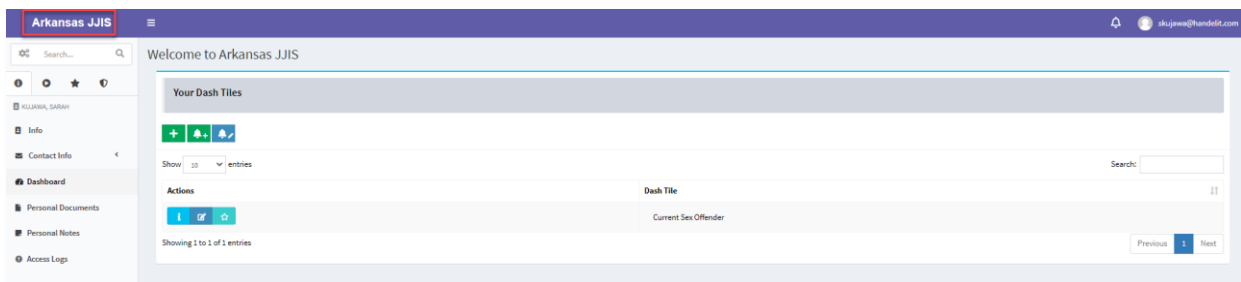 Arkansas JJIS
skujawa@handelit.com
Search...
KUJAWA, SARAH
Info
Contact Info
Dashboard
Personal Documents
Personal Notes
Access Logs
Welcome to Arkansas JJIS
Your Dash Tiles
Show 10 entries
Search:
Actions Dash Tile
Current Sex Offender
Showing 1 to 1 of 1 entries
Previous 1 Next